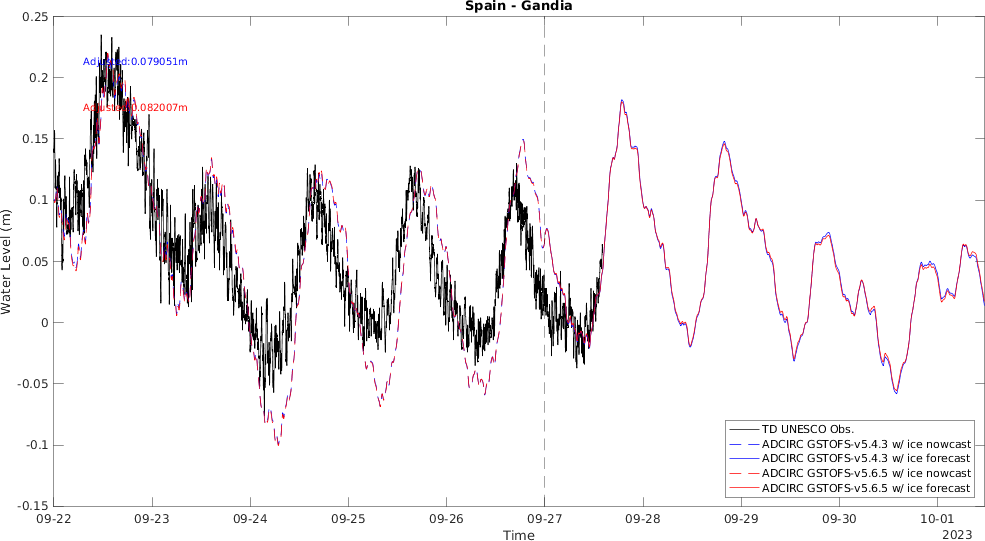 Spain - Gandia
0.25
0.2
0.15
0.1
0.05
0
-0.05
-0.1
-0.15
Water Level (m)
Adjusted:0.079051m
Adjusted:0.082007m
TD UNESCO Obs.
ADCIRC GSTOFS-v5.4.3 w/ ice nowcast
ADCIRC GSTOFS-v5.4.3 w/ ice forecast
ADCIRC GSTOFS-v5.6.5 w/ ice nowcast
ADCIRC GSTOFS-v5.6.5 w/ ice forecast
09-22 09-23 09-24 09-25 09-26 09-27 09-28 09-29 09-30 10-01
Time
2023